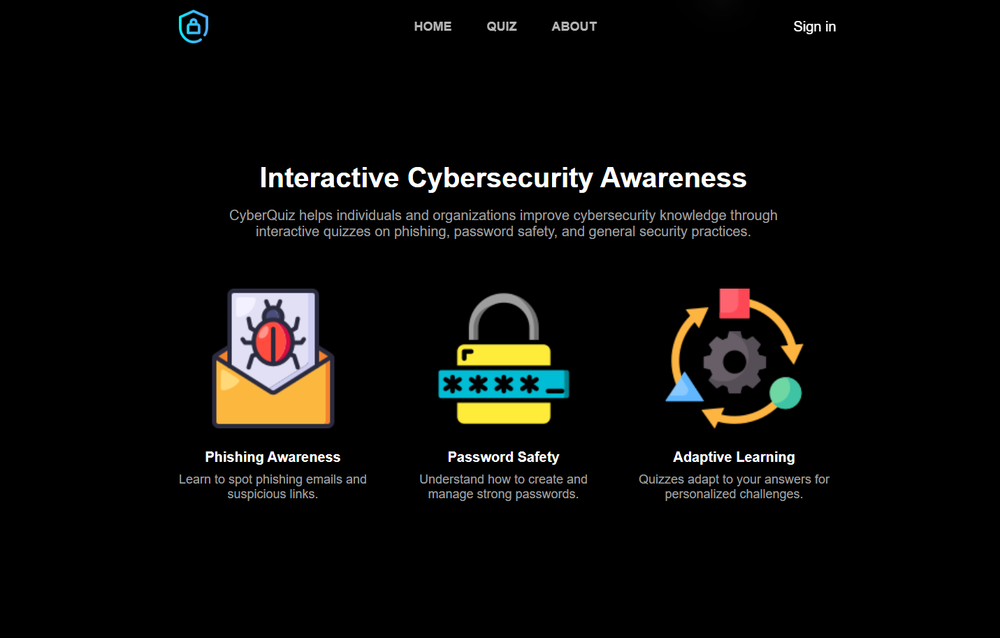 HOME QUIZ ABOUT Sign in
Interactive Cybersecurity Awareness
CyberQuiz helps individuals and organizations improve cybersecurity knowledge through
interactive quizzes on phishing, password safety, and general security practices.
****_
Phishing Awareness
Learn to spot phishing emails and
suspicious links.
Password Safety
Understand how to create and
manage strong passwords.
Adaptive Learning
Quizzes adapt to your answers for
personalized challenges.